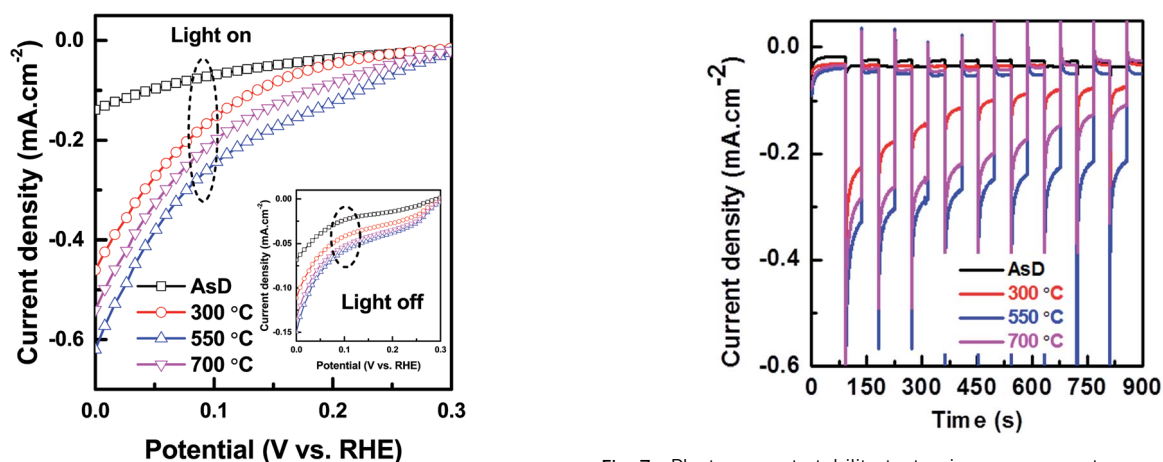 Current density (mA.cm-2)
0.0
-0.2
-0.4
-0.6
Light on
AsD
300 °C
550 °C
700 °C
0.0 0.1 0.2 0.3
Potential (V vs. RHE)
Current density (mA.cm-2)
0.00
-0.05
-0.10
-0.15
Light off
0.0 0.1 0.2 0.3
Potential (V vs. RHE)
Current density (mA.cm-2)
0.0
-0.2
-0.4
-0.6
AsD
300 °C
550 °C
700 °C
0 150 300 450 600 750 900
Time (s)